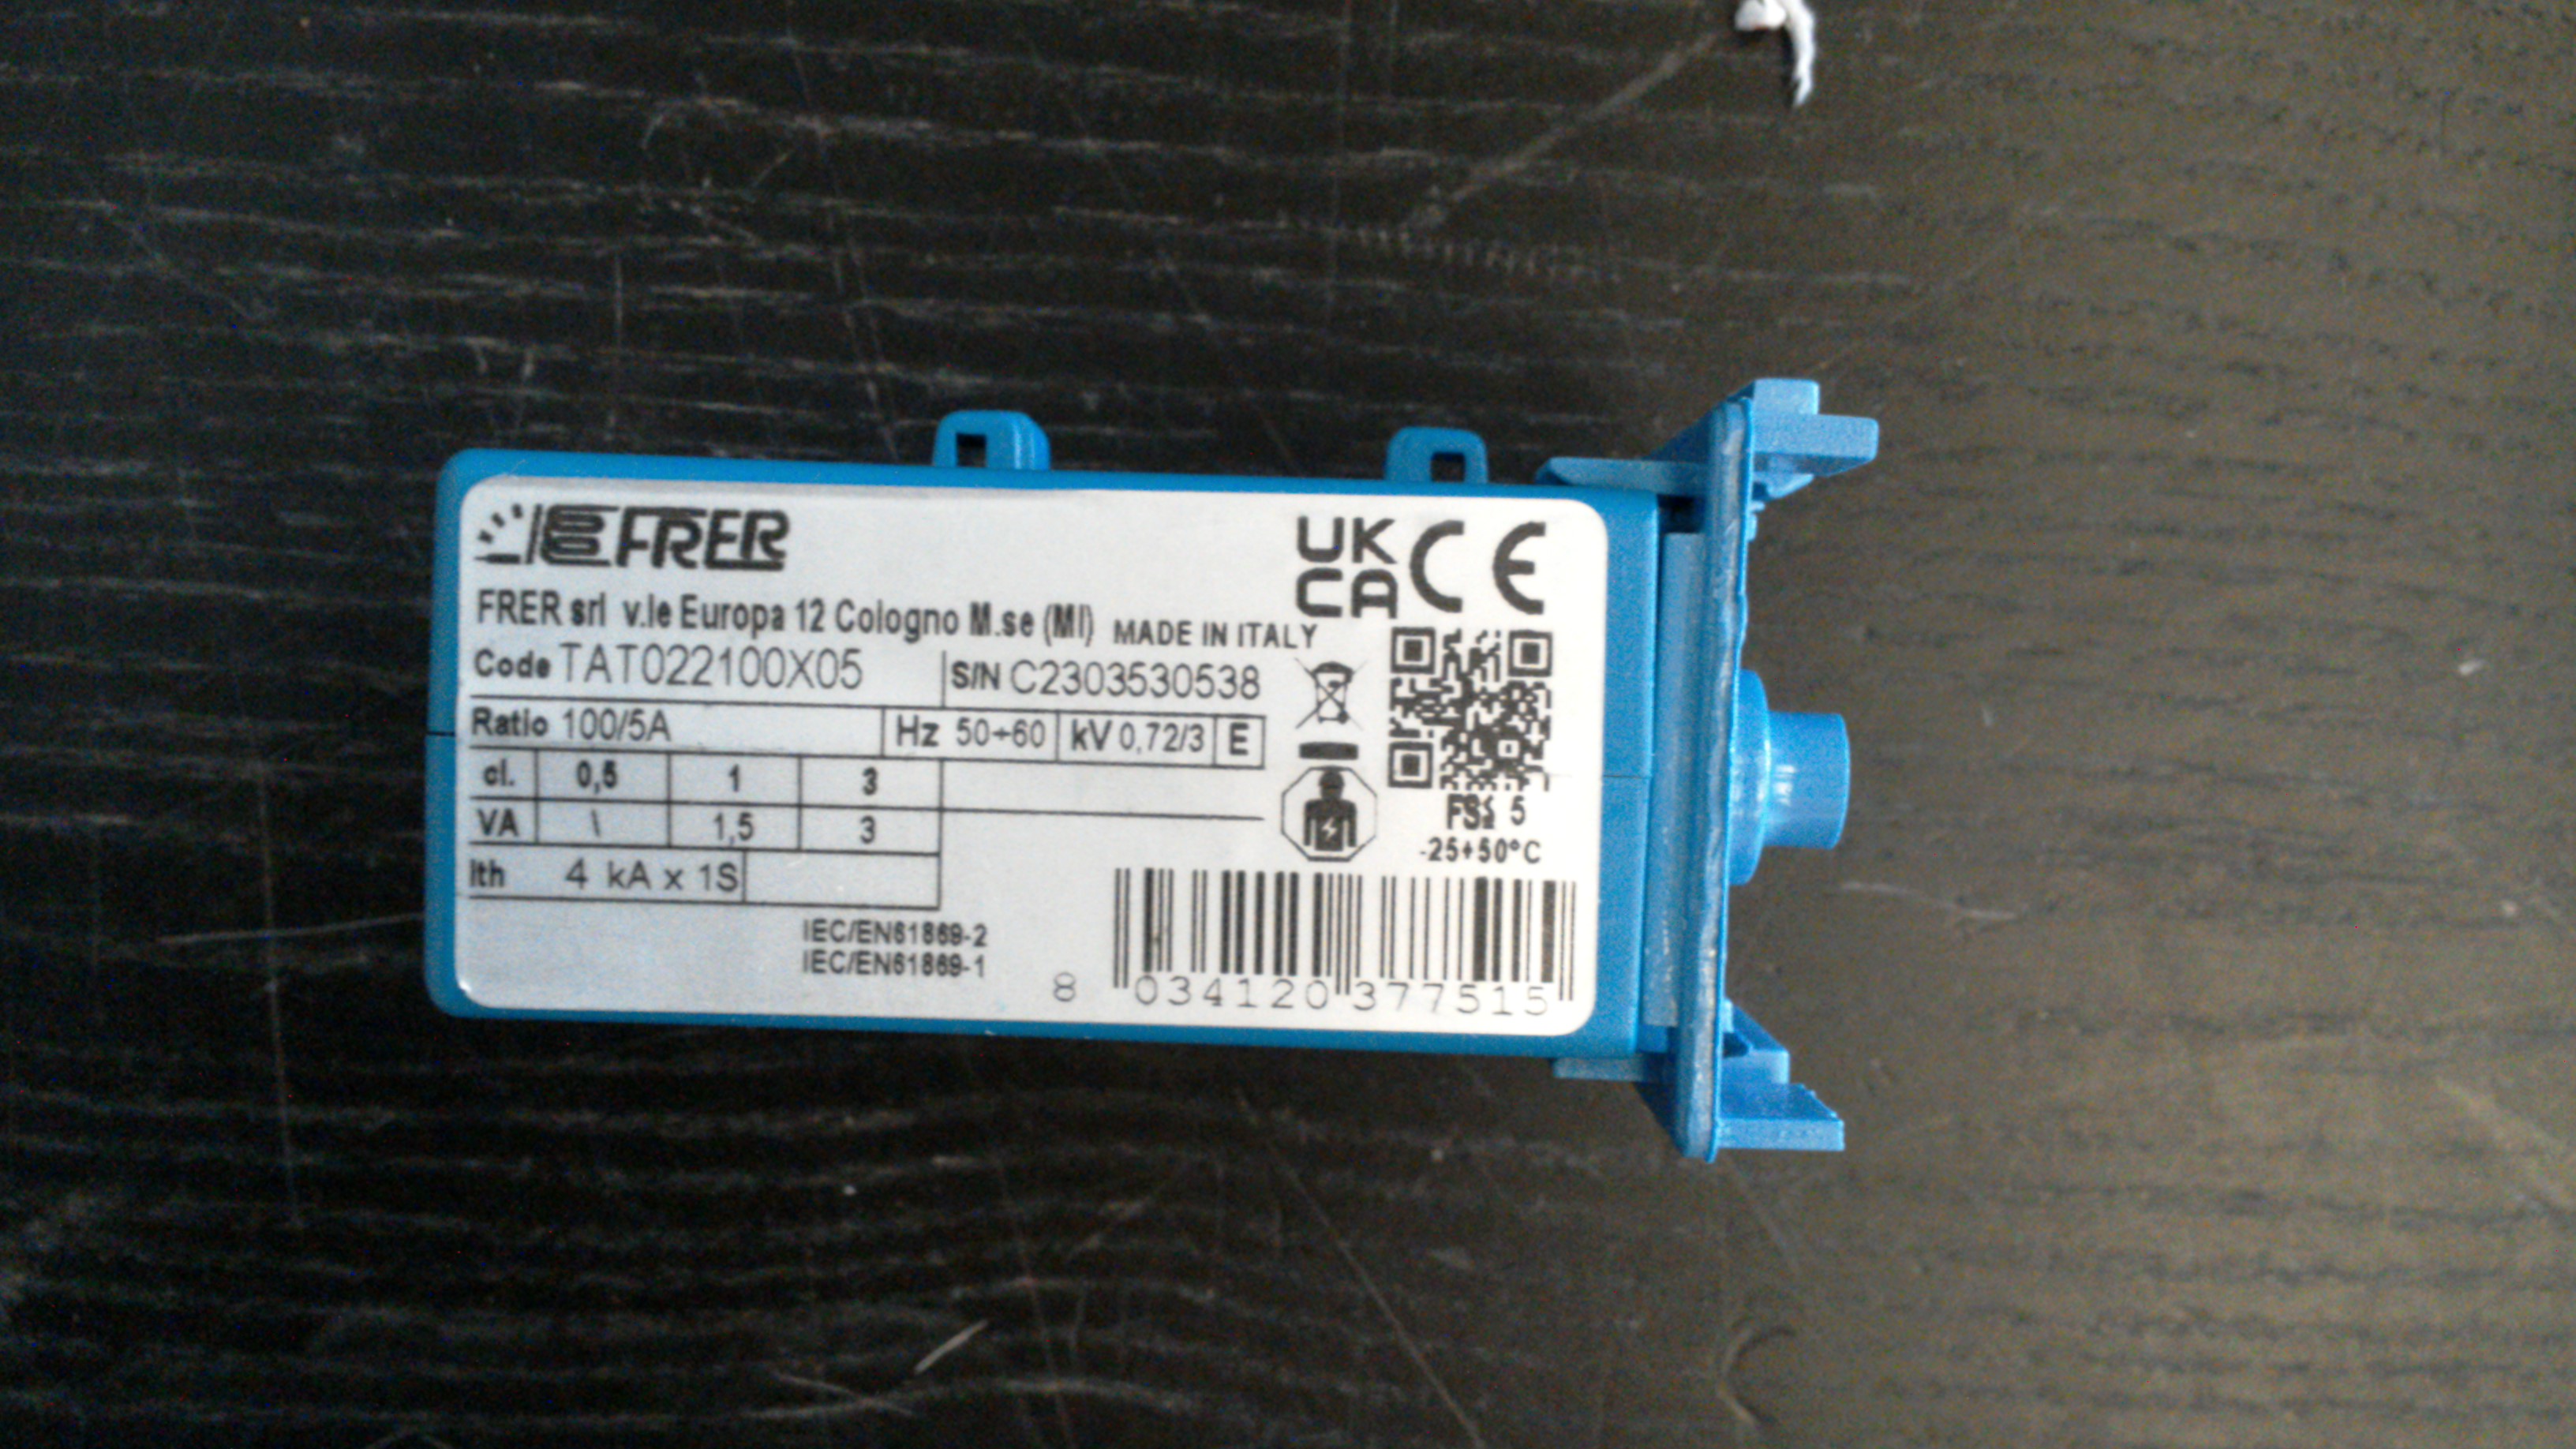 FRER
UK
CA CE
FRER srl v.le Europa 12 Cologno M.se (MI) MADE IN ITALY
Code TAT022100X05 S/N C2303530538
Ratio 100/5A Hz 50÷60 kV 0,72/3 E
cl. 0,5 1 3
VA \ 1,5 3
FS≤ 5
-25+50°C
Ith 4 kA x 1S
IEC/EN61869-2
IEC/EN61869-1
8 034120 377515